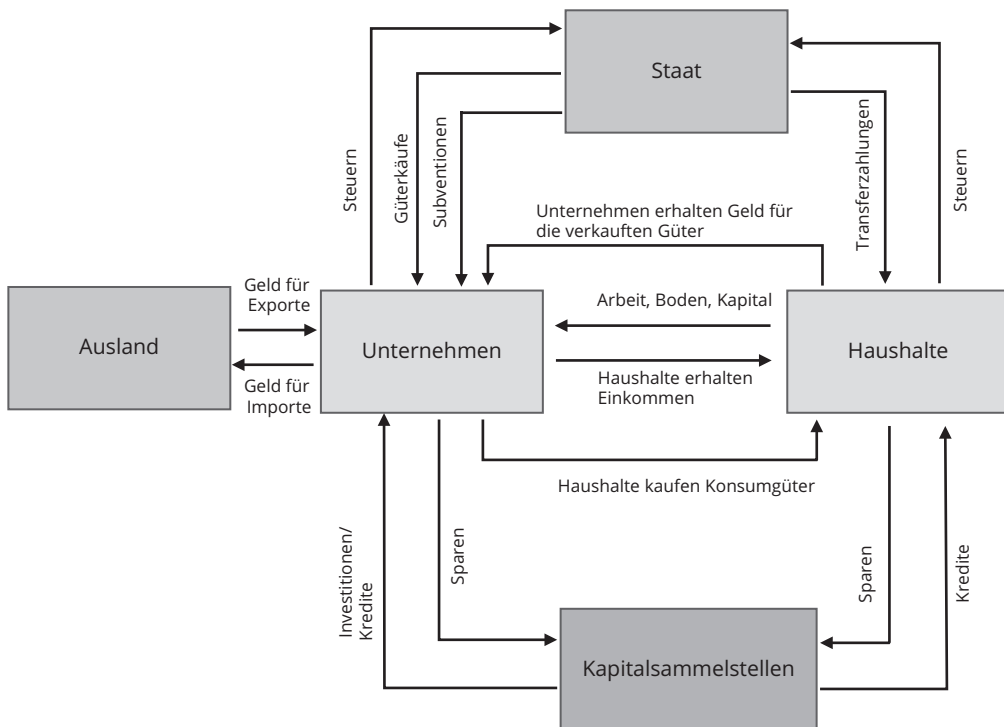 Staat
Steuern
Güterkäufe
Subventionen
Transferzahlungen
Steuern
Unternehmen erhalten Geld für
die verkauften Güter
Geld für
Exporte
Arbeit, Boden, Kapital
Ausland
Unternehmen
Haushalte
Geld für
Importe
Haushalte erhalten
Einkommen
Haushalte kaufen Konsumgüter
Investitionen/
Kredite
Sparen
Sparen
Kredite
Kapitalsammelstellen